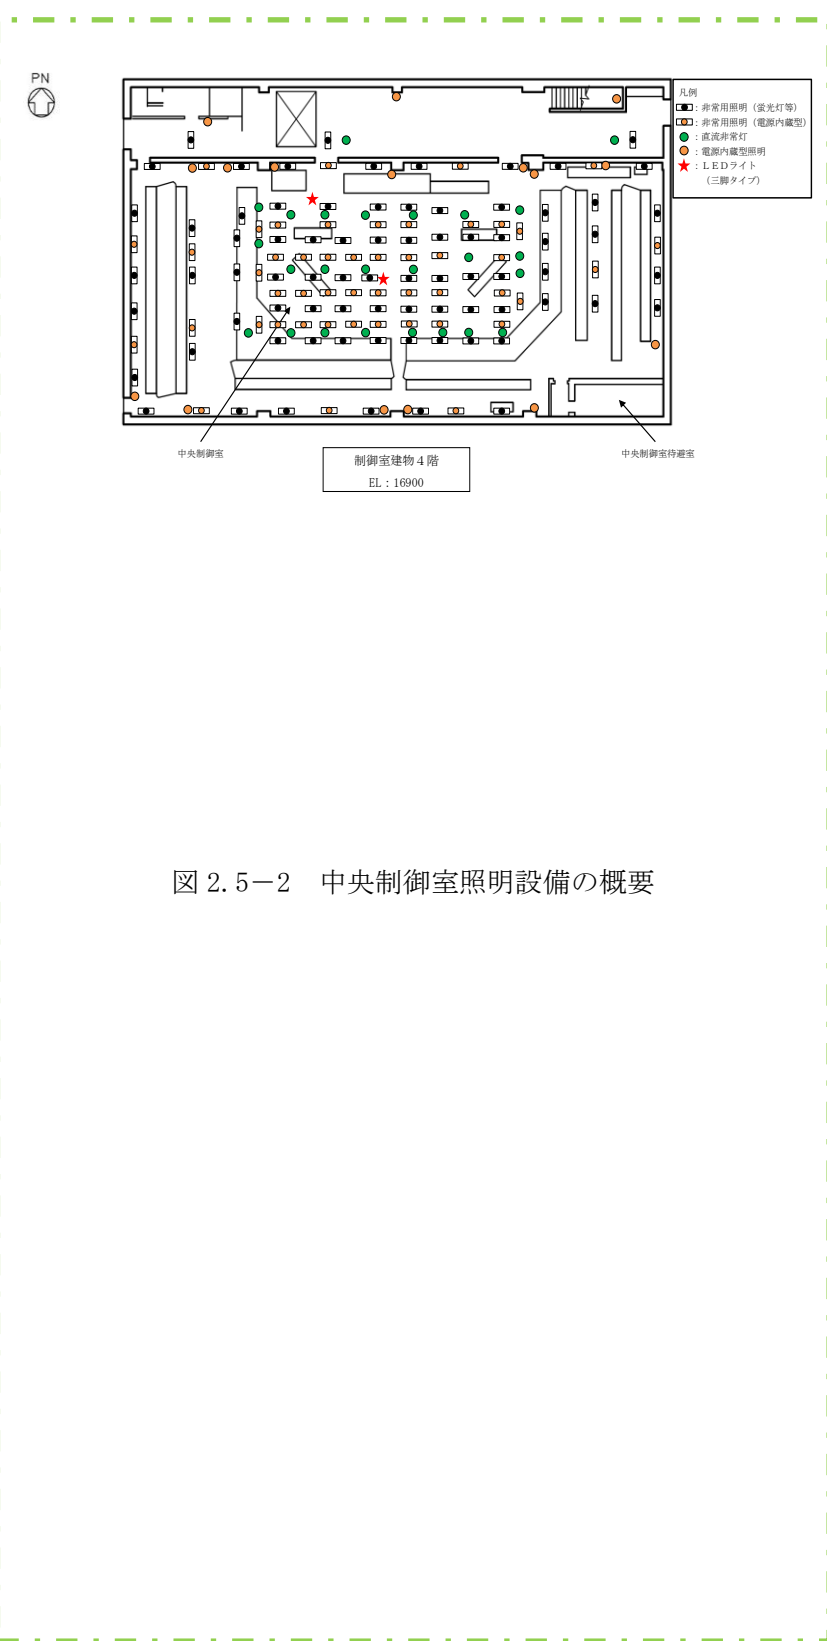 PN
凡例
：非常用照明（蛍光灯等）
：非常用照明（電源内蔵型）
：直流非常灯
：電源内蔵型照明
：ＬＥＤライト
（三脚タイプ）
中央制御室
中央制御室待避室
制御室建物４階
EL：16900
図 2.5－2　中央制御室照明設備の概要